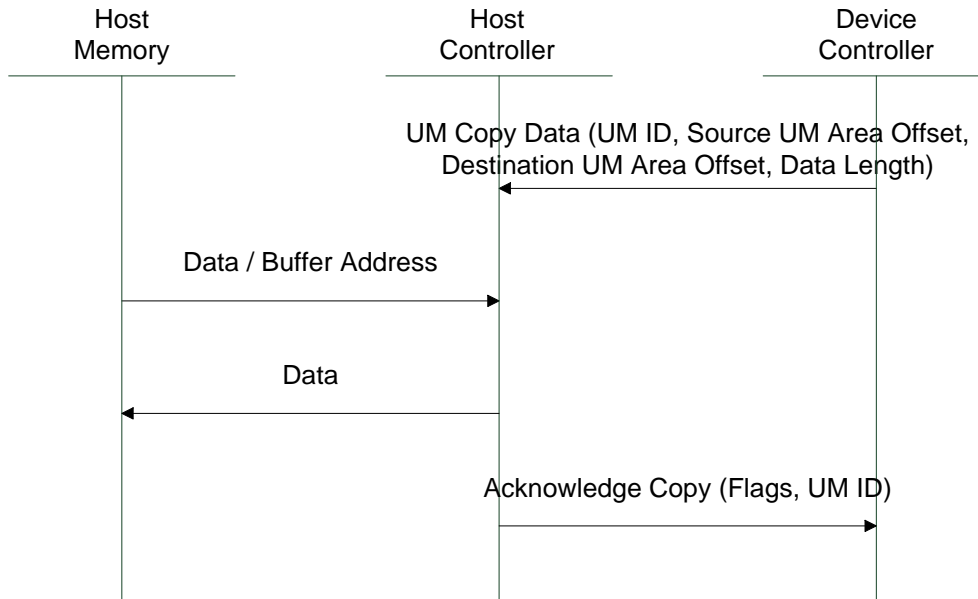 Host
Memory
Host
Controller
Device
Controller
UM Copy Data (UM ID, Source UM Area Offset,
Destination UM Area Offset, Data Length)
Data / Buffer Address
Data
Acknowledge Copy (Flags, UM ID)